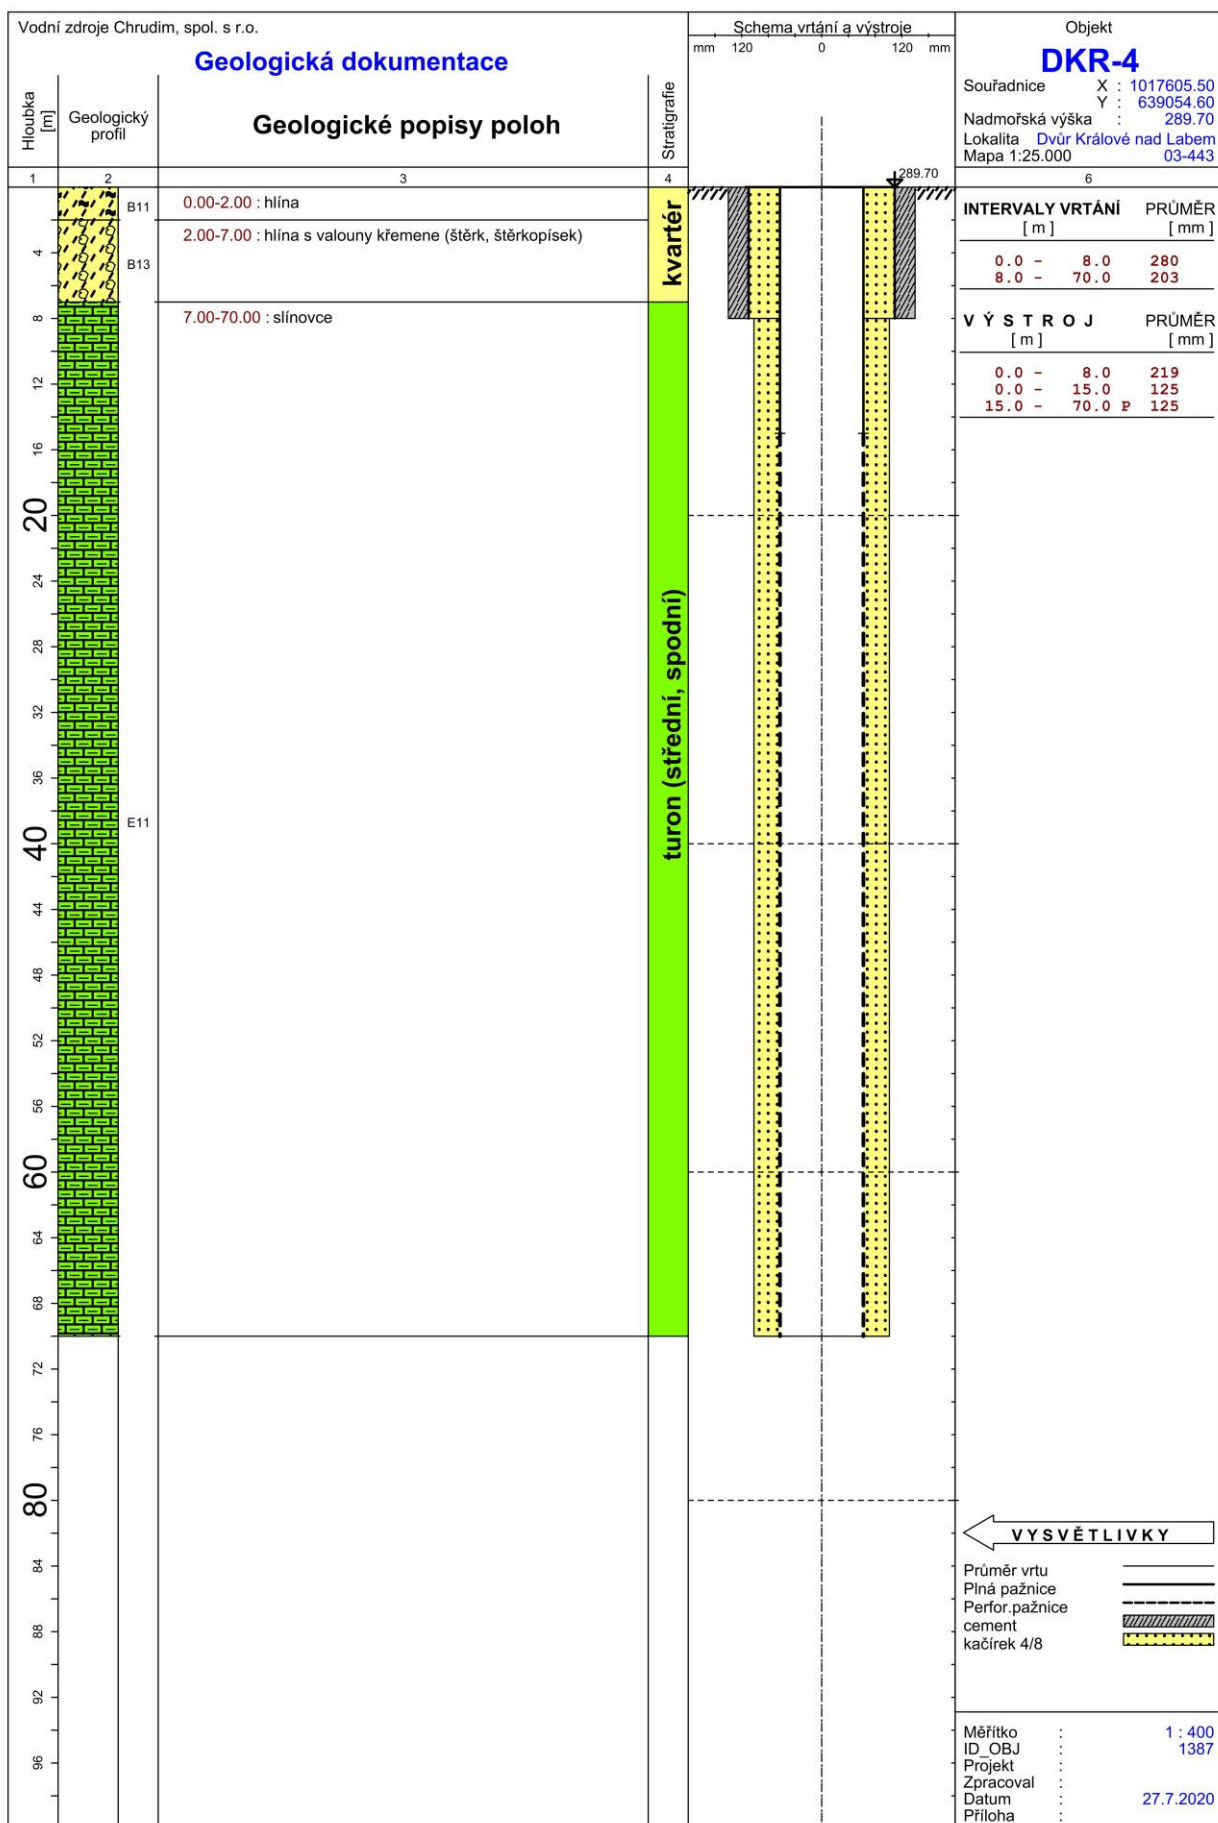 Vodní zdroje Chrudim, spol. s r.o.
Geologická dokumentace
Hloubka [m]
Geologický
profil
Geologické popisy poloh
Stratigrafie
Schema vrtání a výstroje
mm 120 0 120 mm
Objekt
DKR-4
Souřadnice X : 1017605.50
Y : 639054.60
Nadmořská výška : 289.70
Lokalita Dvůr Králové nad Labem
Mapa 1:25.000 03-443
1 2 3 4 6
289.70
B11 0.00-2.00 : hlína
B13 2.00-7.00 : hlína s valouny křemene (štěrk, štěrkopísek)
kvartér
7.00-70.00 : slínovce
E11
turon (střední, spodní)
4
8
12
16
20
24
28
32
36
40
44
48
52
56
60
64
68
72
76
80
84
88
92
96
INTERVALY VRTÁNÍ PRŮMĚR
[ m ] [ mm ]
0.0 - 8.0 280
8.0 - 70.0 203
V Ý S T R O J PRŮMĚR
[ m ] [ mm ]
0.0 - 8.0 219
0.0 - 15.0 125
15.0 - 70.0 P 125
VYSVĚTLIVKY
Průměr vrtu
Plná pažnice
Perfor.pažnice
cement
kačírek 4/8
Měřítko : 1 : 400
ID_OBJ : 1387
Projekt :
Zpracoval :
Datum : 27.7.2020
Příloha :